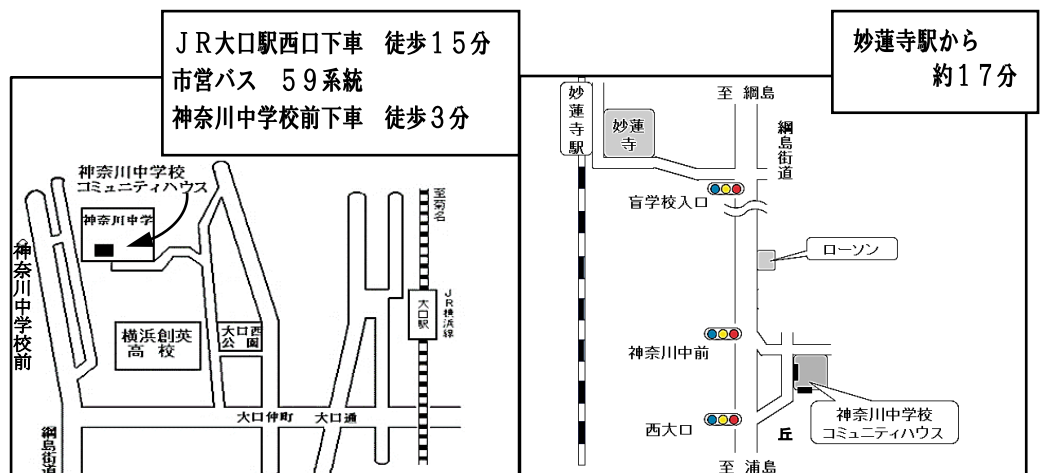 JR大口駅西口下車　徒歩15分
市営バス　59系統
神奈川中学校前下車　徒歩3分
神奈川中学校
コミュニティハウス
神奈川中学
神奈川中学校前
横浜創英
高　校
大口西
公園
大口仲町
大口通
綱島街道
至菊名
JR横浜線
大口駅
妙蓮寺駅から
約17分
妙蓮寺駅
妙蓮
寺
至　綱島
綱島街道
盲学校入口
ローソン
神奈川中前
西大口
神奈川中学校
コミュニティハウス
丘
至　浦島